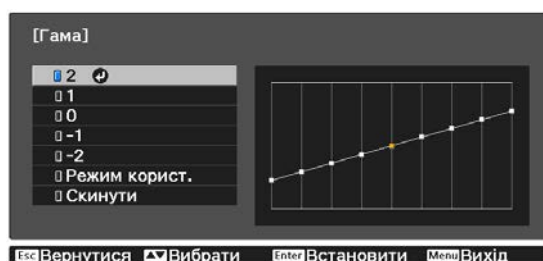 [Гама]
2
1
0
-1
-2
Режим корист.
Скинути
Esc Вернутися Вибрати Enter Встановити Menu Вихід